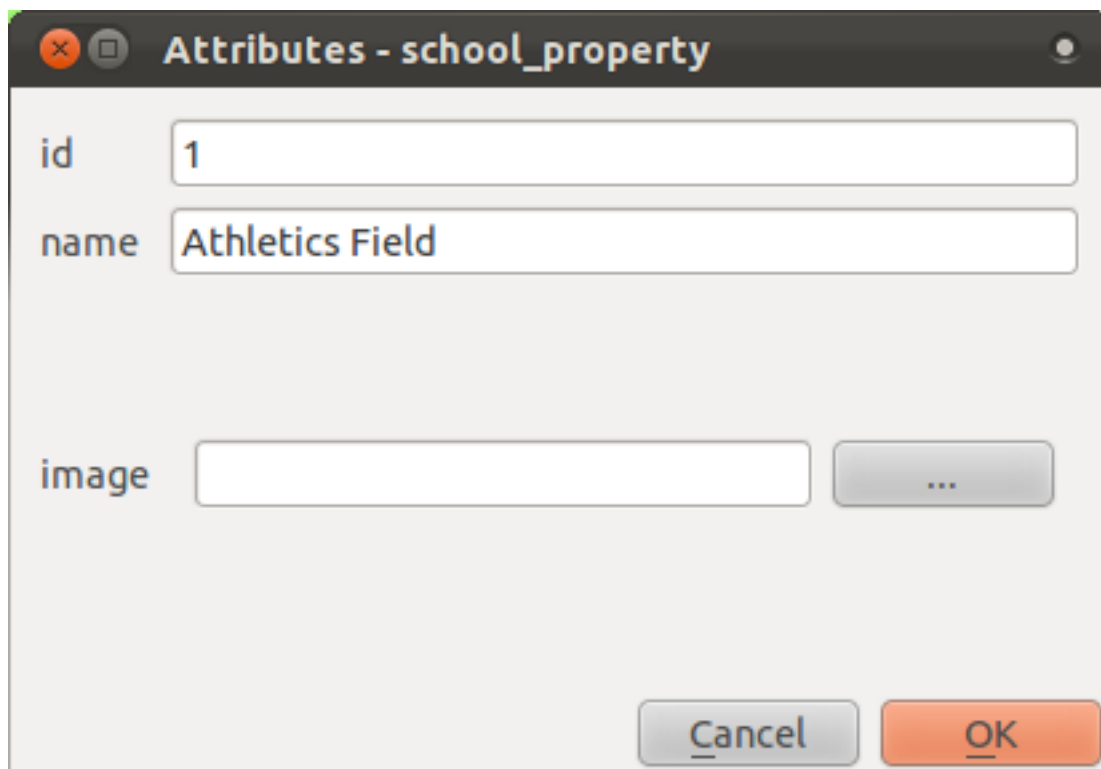 Attributes - school_property
id 1
name Athletics Field
image ...
Cancel OK